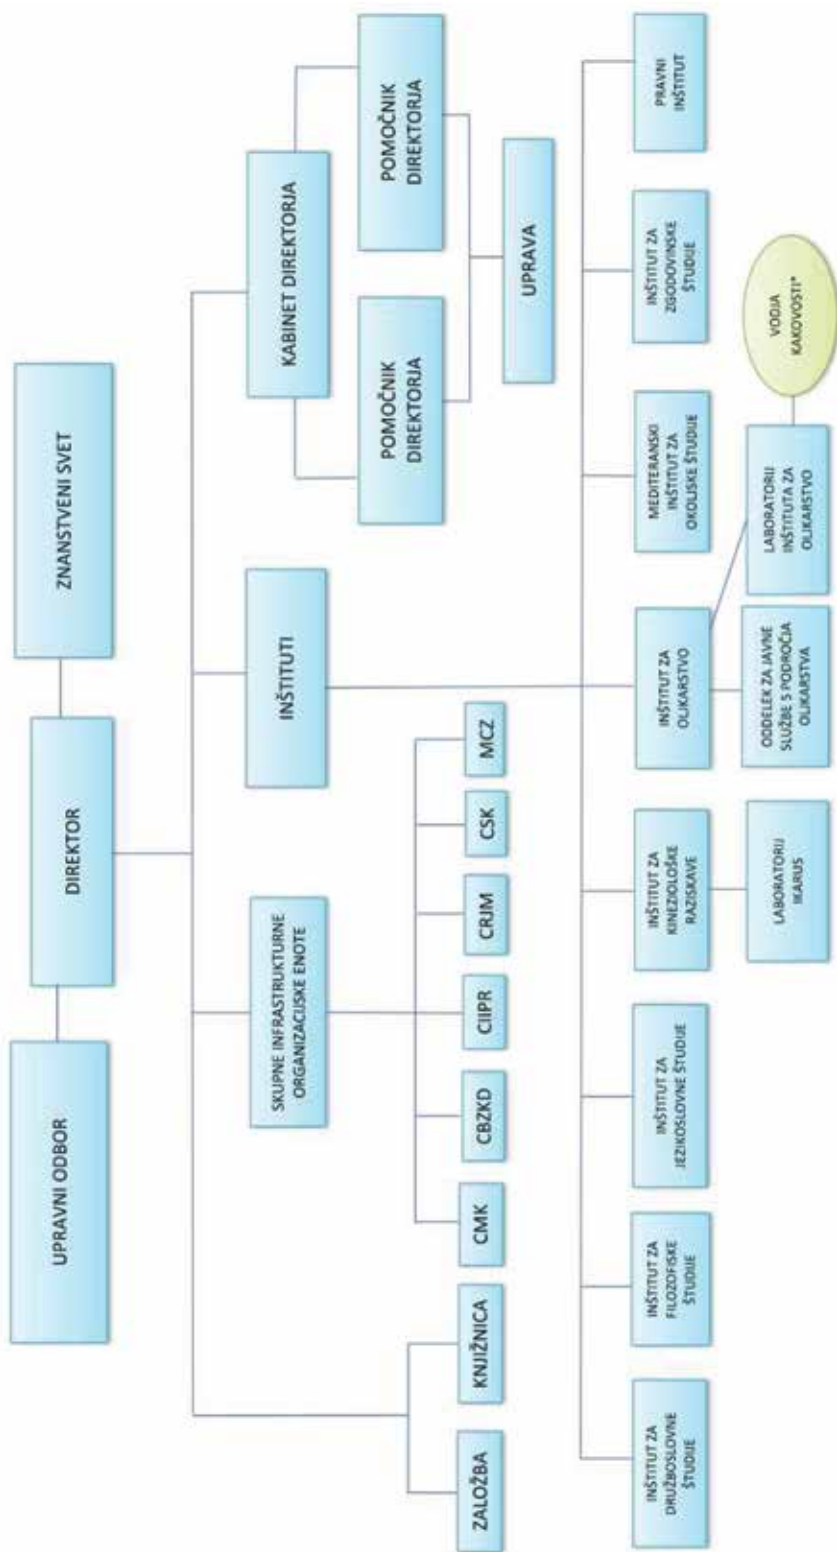 UPRAVNI ODBOR
DIREKTOR
ZNANSTVENI SVET
SKUPNE INFRASTRUKTURNE
ORGANIZACIJSKE ENOTE
INŠTITUTI
KABINET DIREKTORJA
POMOČNIK
DIREKTORJA
POMOČNIK
DIREKTORJA
UPRAVA
ZALOŽBA
KNJIŽNICA
CMK
CBZKD
CIIPR
CRJM
CSK
MCZ
INŠTITUT ZA
DRUŽBOSLOVNE
ŠTUDIJE
INŠTITUT ZA
FILOZOFSKE
ŠTUDIJE
INŠTITUT ZA
JEZIKOSLOVNE ŠTUDIJE
INŠTITUT ZA
KINEZIOLOŠKE
RAZISKAVE
INŠTITUT ZA
OLJKARSTVO
MEDITERANSKI
INŠTITUT ZA
OKOLJSKE ŠTUDIJE
INŠTITUT ZA
ZGODOVINSKE
ŠTUDIJE
PRAVNI
INŠTITUT
LABORATORIJ
IKARUS
ODDELEK ZA JAVNE
SLUŽBE S PODROČJA
OLJKARSTVA
LABORATORIJ
INŠTITUTA ZA
OLJKARSTVO
VODJA
KAKOVOSTI*